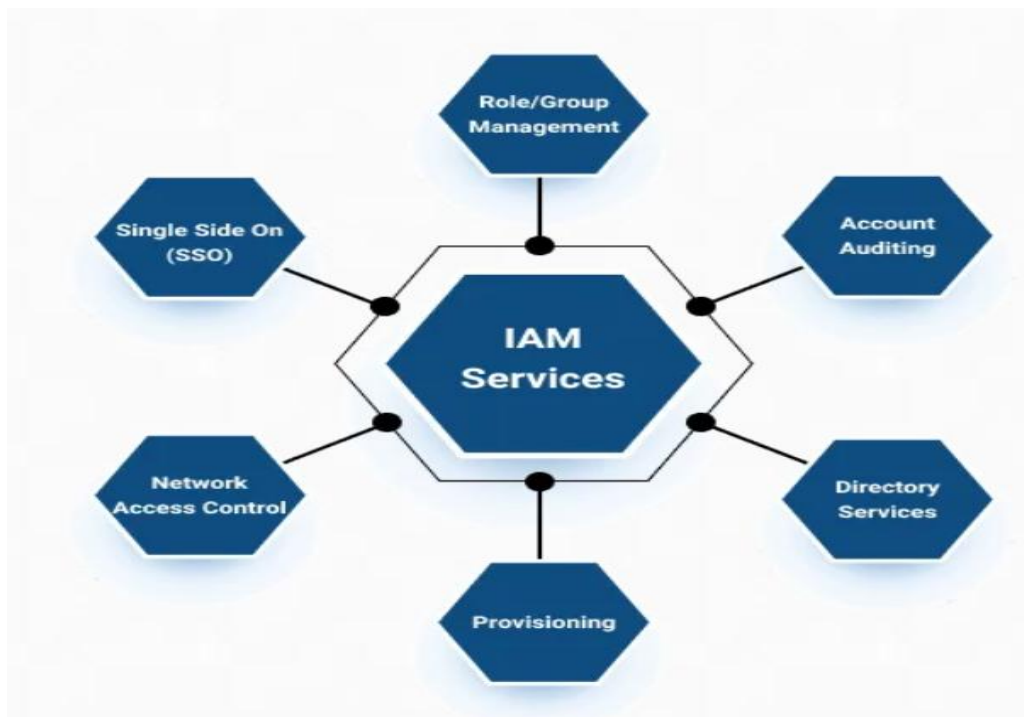 Role/Group
Management
Single Side On
(SSO)
Account
Auditing
IAM
Services
Network
Access Control
Directory
Services
Provisioning